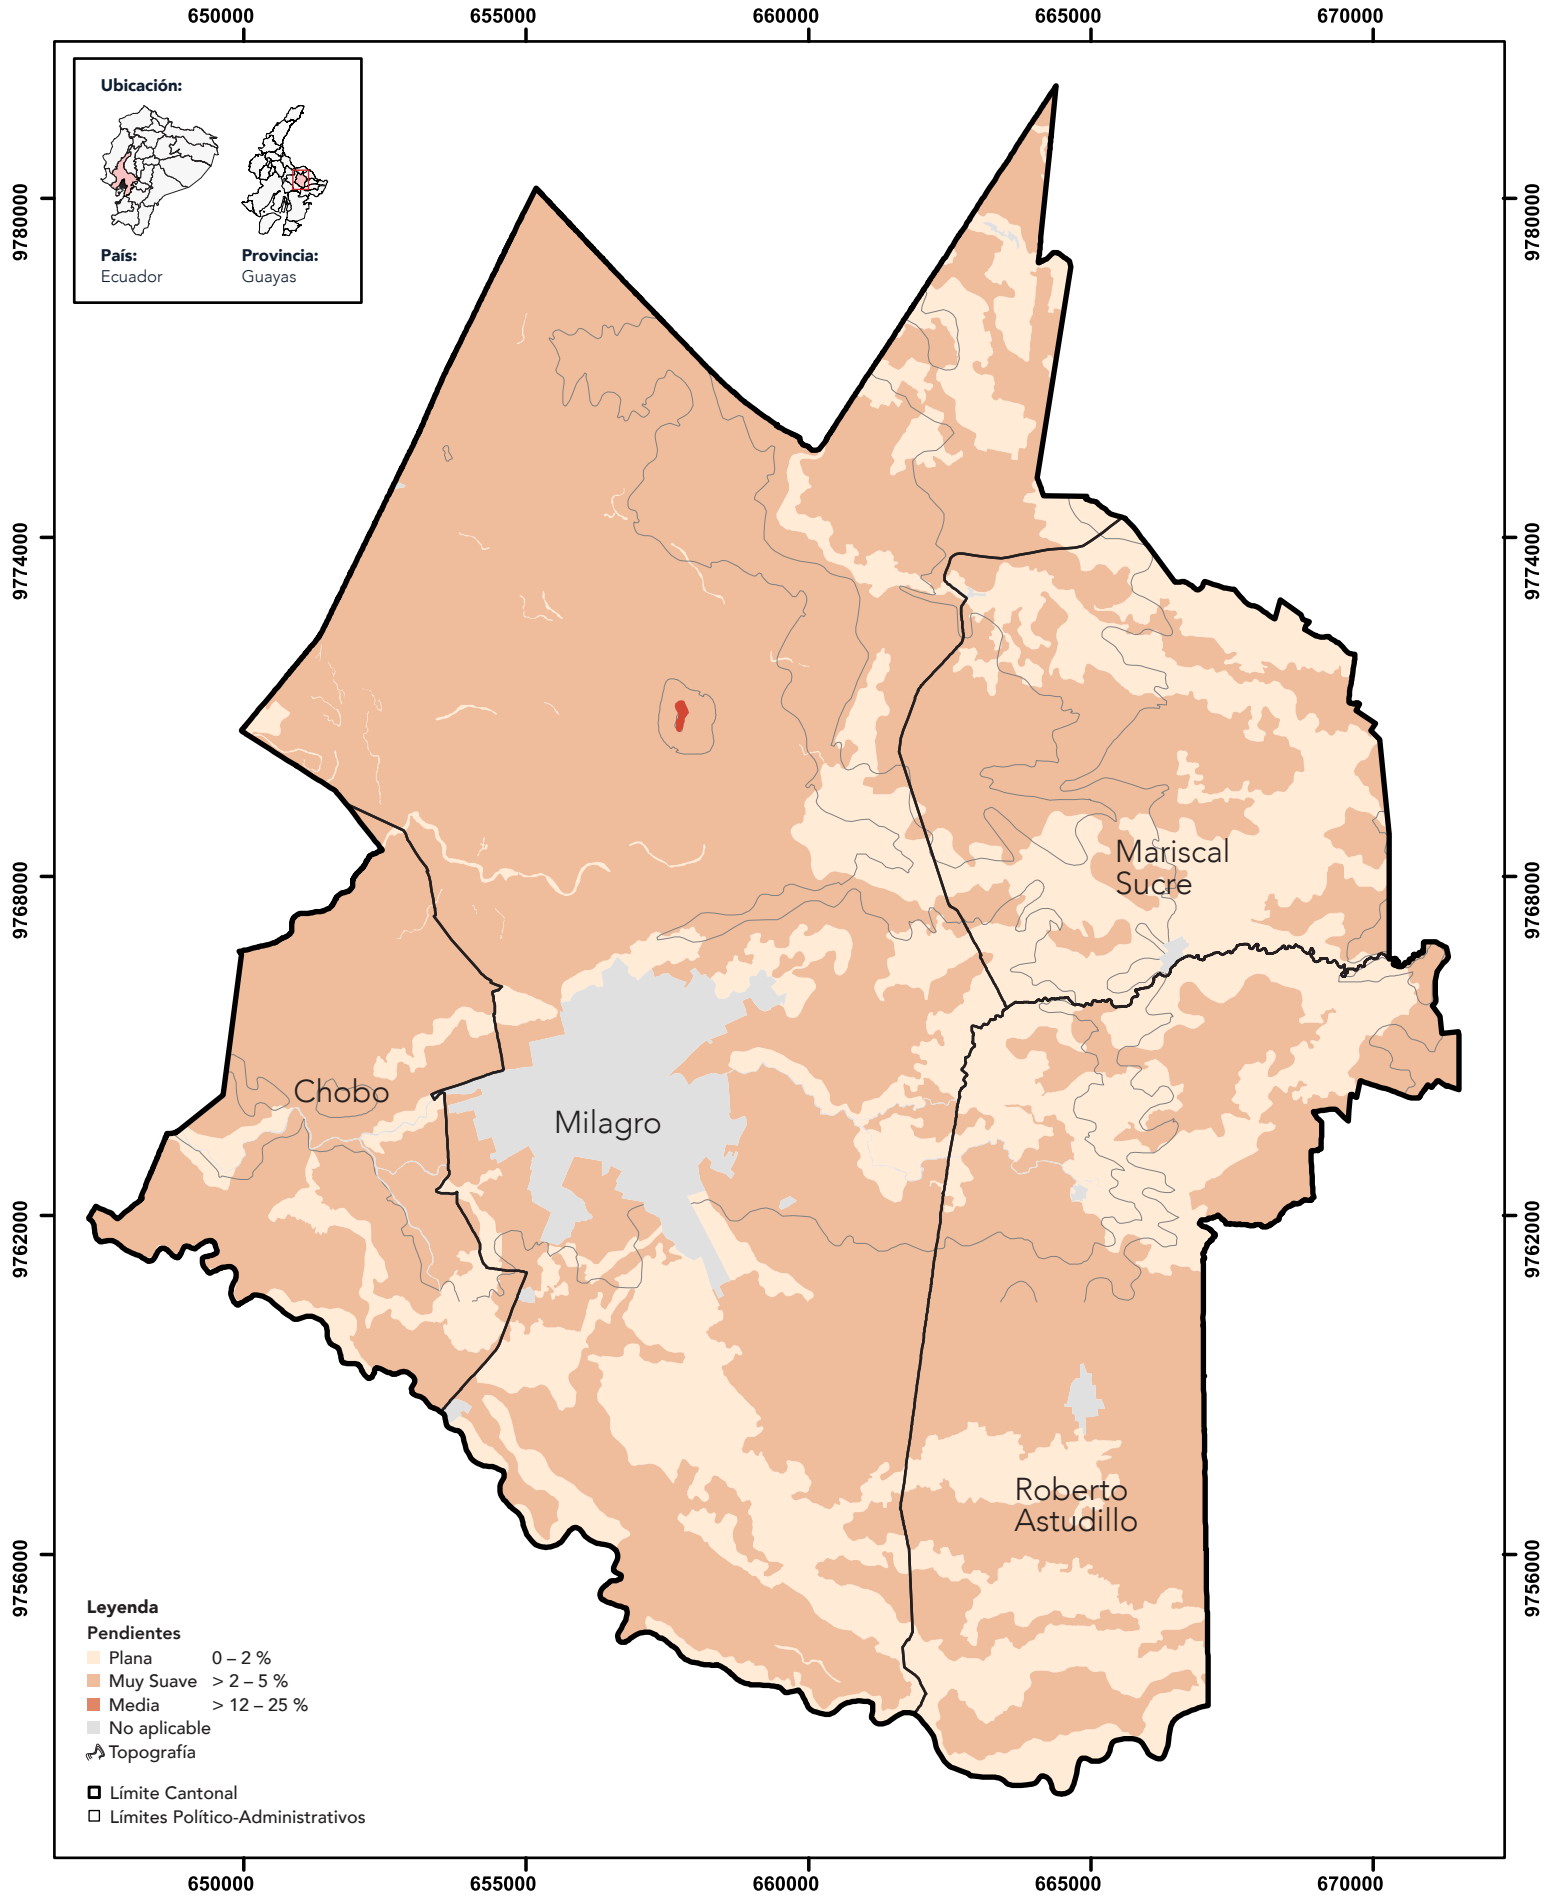 650000
655000
660000
665000
670000
Ubicación:
País:
Ecuador
Provincia:
Guayas
9780000
9780000
9774000
9774000
9768000
9768000
9762000
9762000
9756000
9756000
Mariscal
Sucre
Chobo
Milagro
Roberto
Astudillo
Leyenda
Pendientes
Plana 0 – 2 %
Muy Suave > 2 – 5 %
Media > 12 – 25 %
No aplicable
Topografía
Límite Cantonal
Límites Político-Administrativos
650000
655000
660000
665000
670000